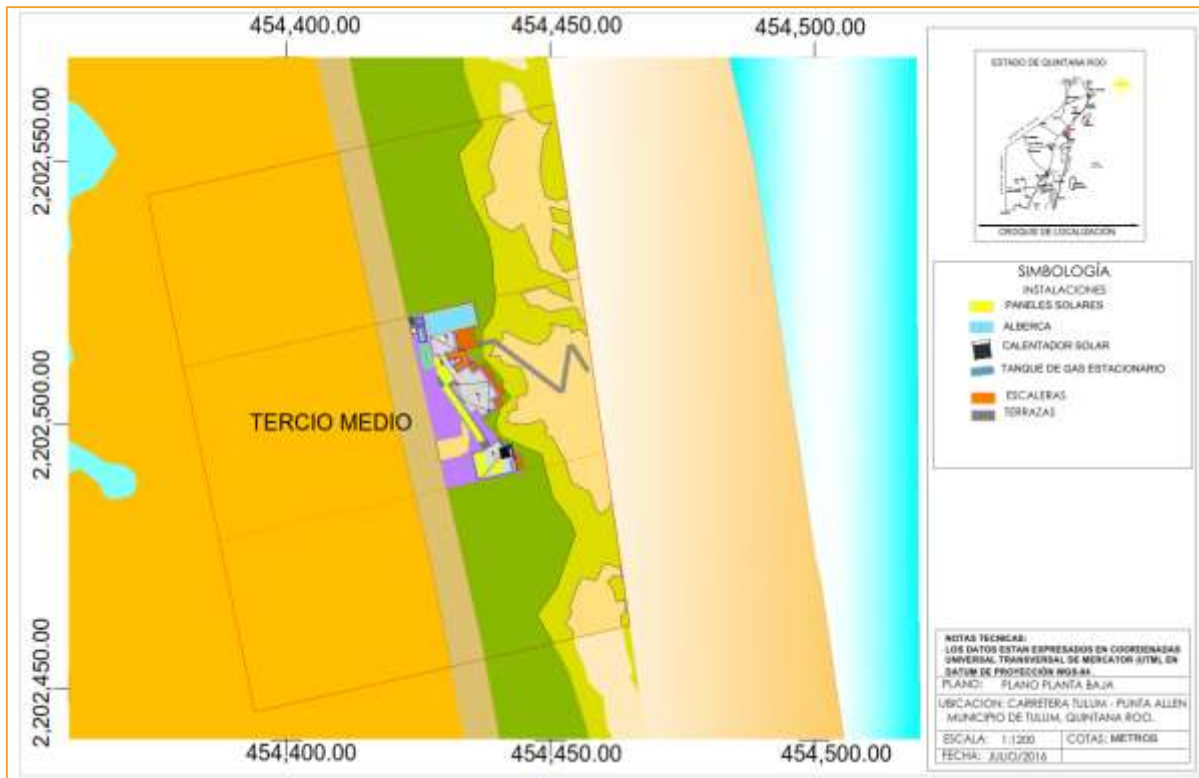 454,400.00
454,450.00
454,500.00
2,202,550.00
2,202,500.00
2,202,450.00
TERCIO MEDIO
454,400.00
454,450.00
454,500.00
ESTADO DE QUINTANA ROO
CROQUIS DE LOCALIZACIÓN
SIMBOLOGÍA
INSTALACIONES
PANELES SOLARES
ALBERCA
CALENTADOR SOLAR
TANQUE DE GAS ESTACIONARIO
ESCALERAS
TERRAZAS
NOTAS TECNICAS:
LOS DATOS ESTAN EXPRESADOS EN COORDENADAS
UNIVERSAL TRANSVERSAL DE MERCATOR (UTM), EN
DATUM DE PROYECCIÓN WGS-84.
PLANO: PLANO PLANTA BAJA
UBICACION: CARRETERA TULUM - PUNTA ALLEN
MUNICIPIO DE TULUM, QUINTANA ROO.
ESCALA: 1:1200 COTAS: METROS
FECHA: JULIO/2016